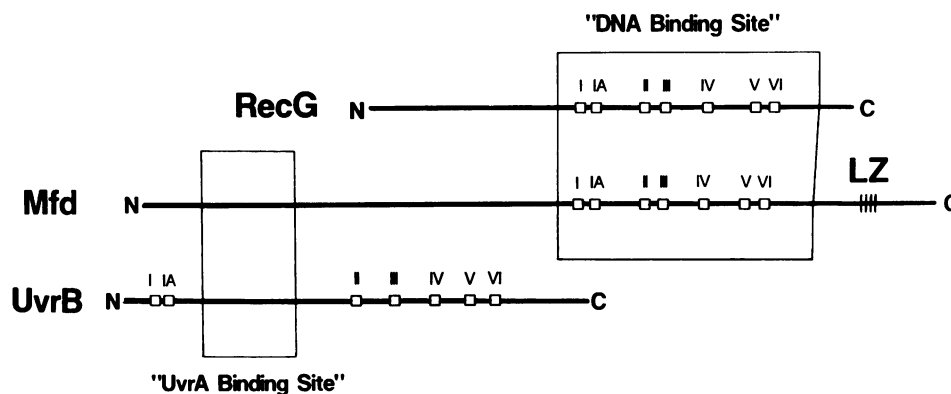 "DNA Binding Site"
I IA II III IV V VI
RecG N C
I IA II III IV V VI LZ
Mfd N C
I IA II III IV V VI
UvrB N C
"UvrA Binding Site"